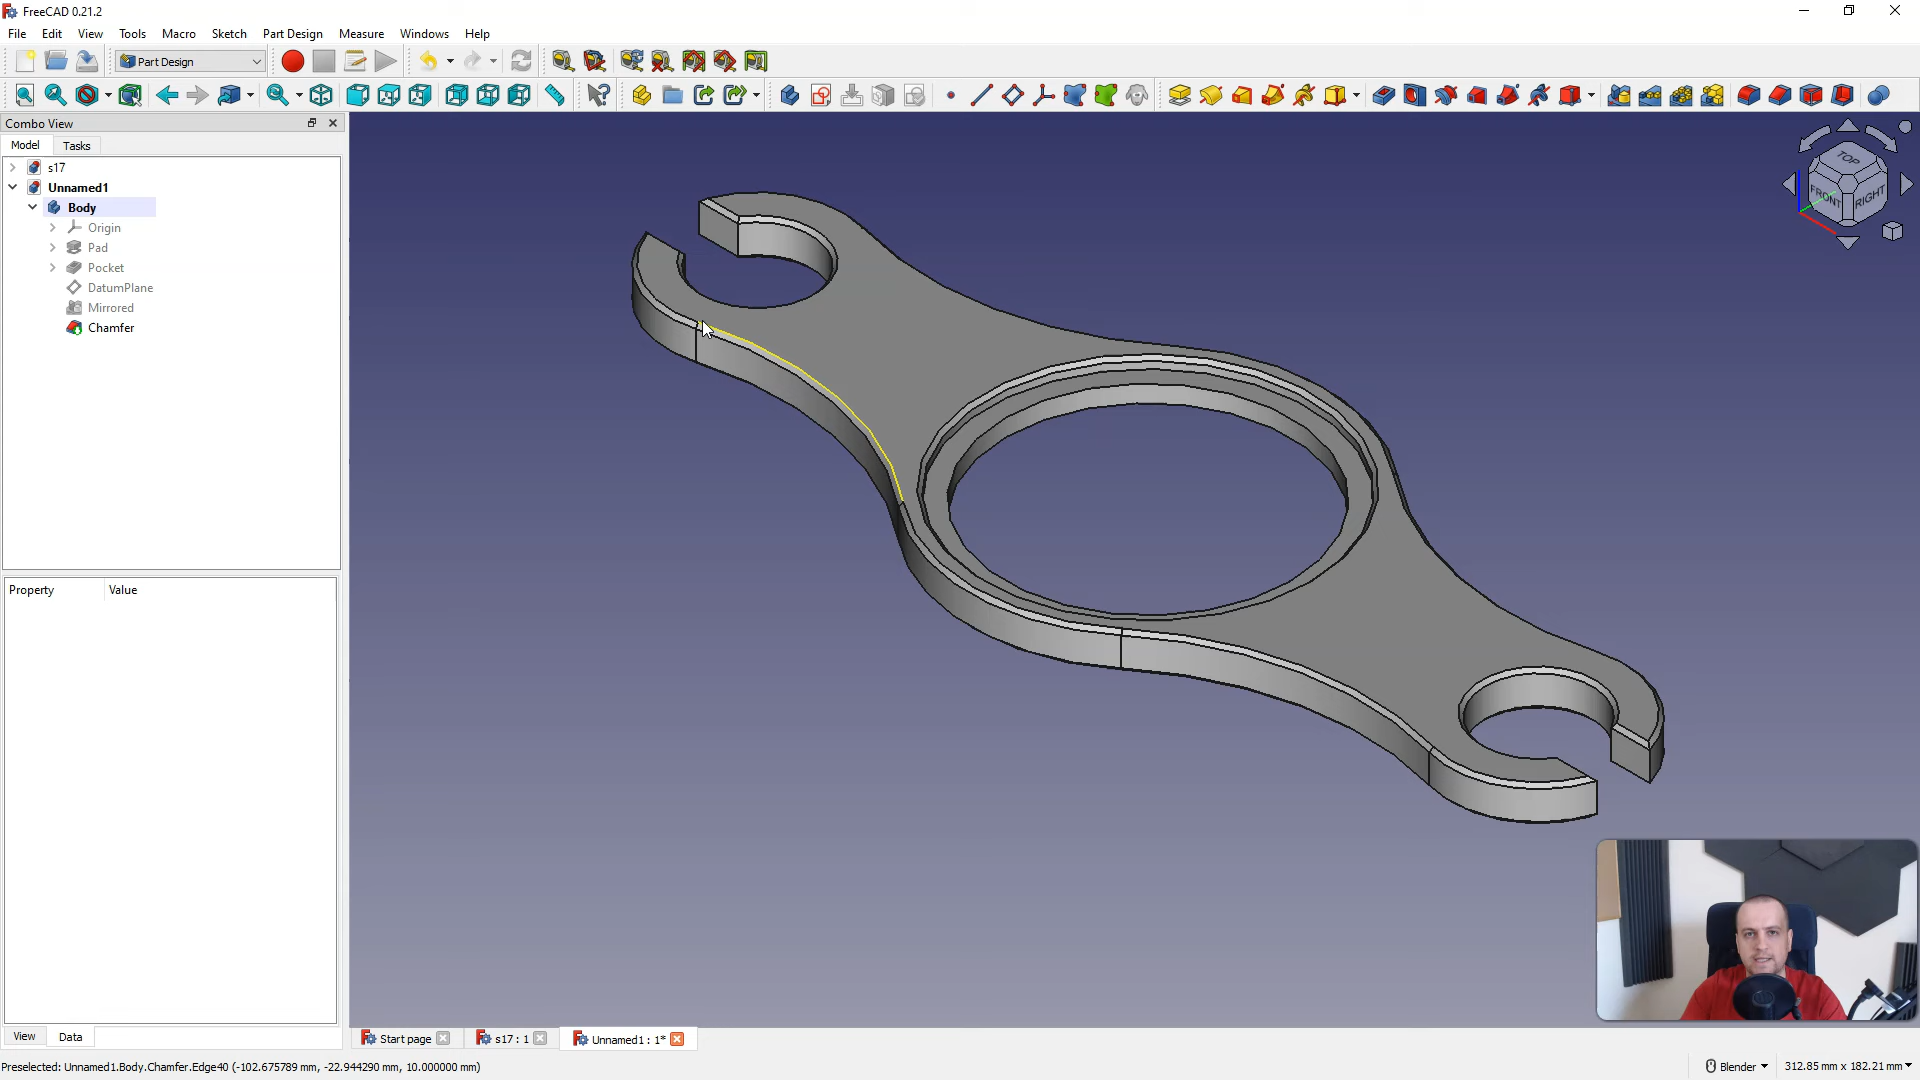 FreeCAD 0.21.2
File Edit View Tools Macro Sketch Part Design Measure Windows Help
Part Design
Combo View
Model Tasks
s17
Unnamed1
Body
Origin
Pad
Pocket
DatumPlane
Mirrored
Chamfer
TOP
FRONT RIGHT
Property Value
View Data
Start page s17 : 1 Unnamed1 : 1*
Preselected: Unnamed1.Body.Chamfer.Edge40 (-102.675789 mm, -22.944290 mm, 10.000000 mm) Blender 312.85 mm x 182.21 mm